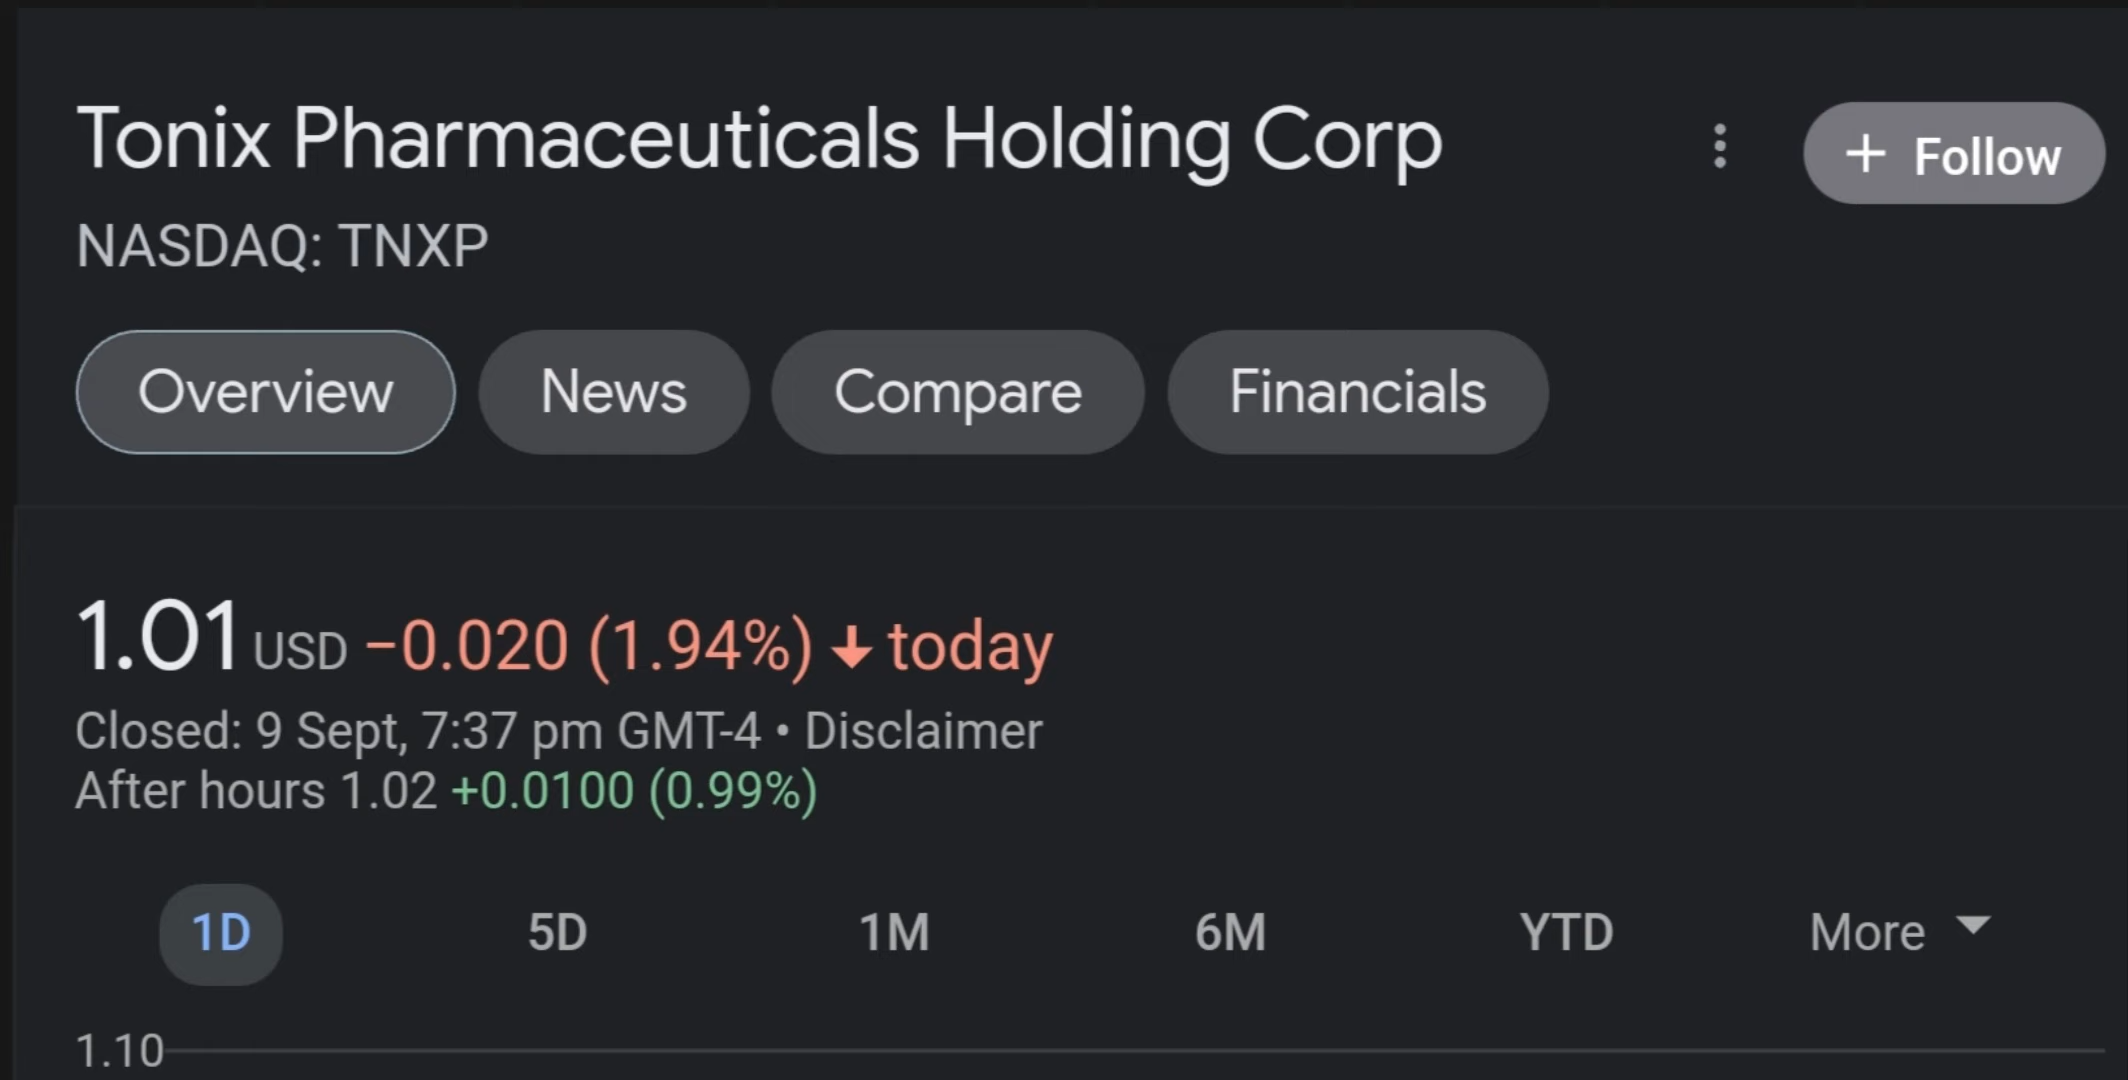 Tonix Pharmaceuticals Holding Corp
+ Follow
NASDAQ: TNXP
Overview News Compare Financials
1.01 USD −0.020 (1.94%) ↓ today
Closed: 9 Sept, 7:37 pm GMT-4 • Disclaimer
After hours 1.02 +0.0100 (0.99%)
1D 5D 1M 6M YTD More
1.10